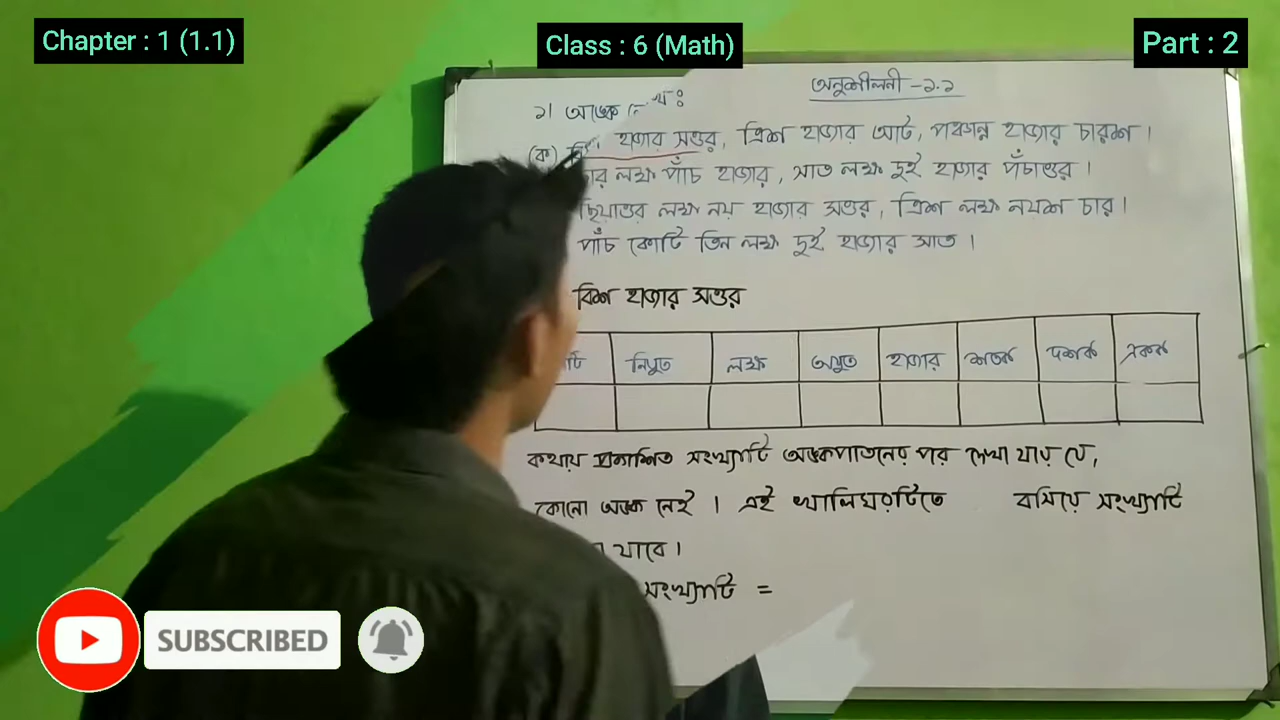 Chapter : 1 (1.1)
Class : 6 (Math)
Part : 2
অনুশীলনী -১.১
১। অঙ্কে
(ক) হাজার সত্তর, ত্রিশ হাজার আট, পঞ্চান্ন হাজার চারশ।
লক্ষ পাঁচ হাজার, সাত লক্ষ দুই হাজার পঁচাত্তর।
ছিয়াত্তর লক্ষ নয় হাজার সত্তর, ত্রিশ লক্ষ নয়শ চার।
পাঁচ কোটি তিন লক্ষ দুই হাজার সাত।
বিশ হাজার সত্তর
নিযুত লক্ষ অযুত হাজার শতক দশক একক
কথায় প্রকাশিত সংখ্যাটি অঙ্কপাতনের পর দেখা যায় যে,
কোনো অঙ্ক নেই। এই খালিঘরটিতে বসিয়ে সংখ্যাটি
যাবে।
সংখ্যাটি =
SUBSCRIBED